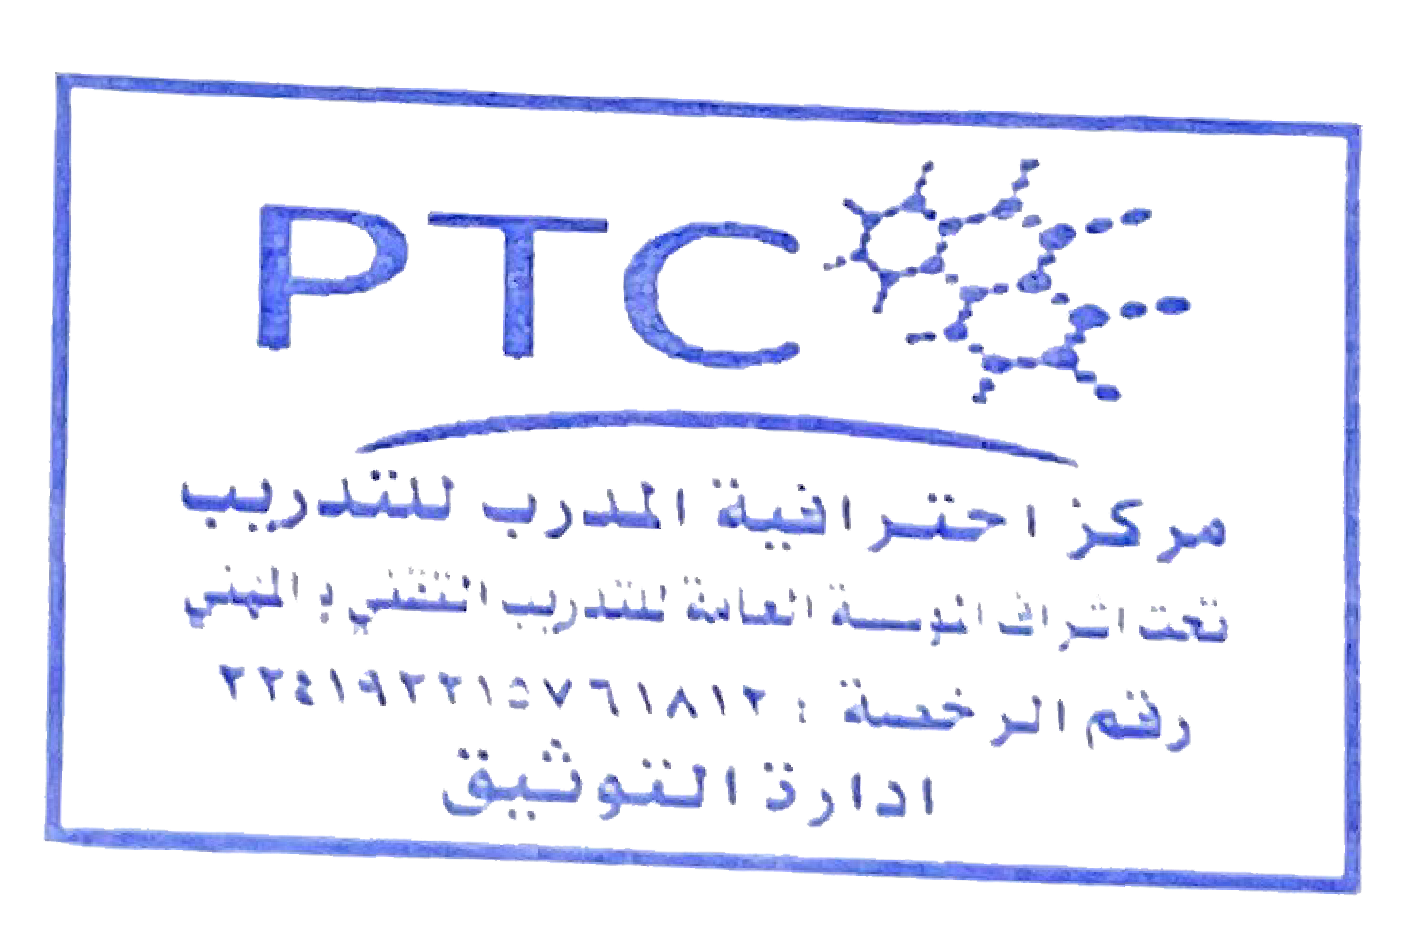 PTC
مركز احترافية المدرب للتدريب
تحت اشراف المؤسسة العامة للتدريب التقني و المهني
رقم الرخصة : ٢٢٤١٩٢٢١٥٧٦١٨١٢
ادارة التوثيق